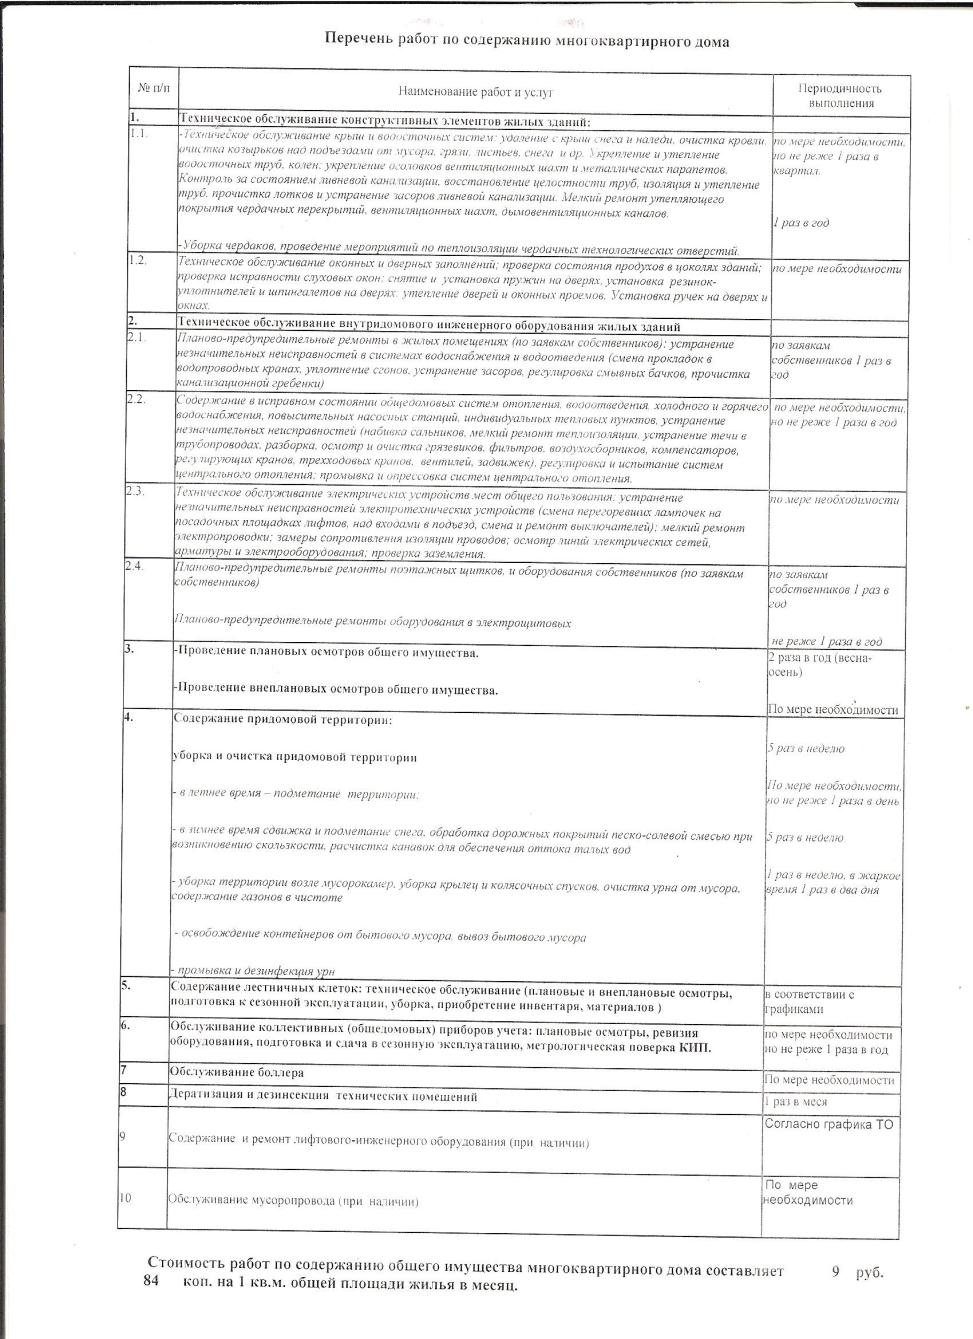 Перечень работ по содержанию многоквартирного дома
№ п/п
Наименование работ и услуг
Периодичность
выполнения
1.
Техническое обслуживание конструктивных элементов жилых зданий:
1.1.
-Техническое обслуживание крыш и водосточных систем: удаление с крыш снега и наледи, очистка кровли,
очистка козырьков над подъездами от мусора, грязи, листьев, снега и др. Укрепление и утепление
водосточных труб, колен; укрепление оголовков вентиляционных шахт и металлических парапетов.
Контроль за состоянием ливневой канализации, восстановление целостности труб, изоляция и утепление
труб, прочистка лотков и устранение засоров ливневой канализации. Мелкий ремонт утепляющего
покрытия чердачных перекрытий, вентиляционных шахт, дымовентиляционных каналов.
-Уборка чердаков, проведение мероприятий по теплоизоляции чердачных технологических отверстий.
по мере необходимости,
но не реже 1 раза в
квартал.
1 раз в год
1.2.
Техническое обслуживание оконных и дверных заполнений; проверка состояния продухов в цоколях зданий;
проверка исправности слуховых окон; снятие и установка пружин на дверях, установка резинок-
уплотнителей и шпингалетов на дверях; утепление дверей и оконных проемов. Установка ручек на дверях и
окнах.
по мере необходимости
2.
Техническое обслуживание внутридомового инженерного оборудования жилых зданий
2.1.
Планово-предупредительные ремонты в жилых помещениях (по заявкам собственников): устранение
незначительных неисправностей в системах водоснабжения и водоотведения (смена прокладок в
водопроводных кранах, уплотнение сгонов, устранение засоров, регулировка смывных бачков, прочистка
канализационной гребенки)
по заявкам
собственников 1 раз в
год
2.2.
Содержание в исправном состоянии общедомовых систем отопления, водоотведения, холодного и горячего
водоснабжения, повысительных насосных станций, индивидуальных тепловых пунктов, устранение
незначительных неисправностей (набивка сальников, мелкий ремонт теплоизоляции, устранение течи в
трубопроводах, разборка, осмотр и очистка грязевиков, фильтров, воздухосборников, компенсаторов,
регулирующих кранов, трехходовых кранов, вентилей, задвижек), регулировка и испытание систем
центрального отопления; промывка и опрессовка систем центрального отопления.
по мере необходимости,
но не реже 1 раза в год
2.3.
Техническое обслуживание электрических устройств мест общего пользования, устранение
незначительных неисправностей электротехнических устройств (смена перегоревших лампочек на
посадочных площадках лифтов, над входами в подъезд, смена и ремонт выключателей); мелкий ремонт
электропроводки; замеры сопротивления изоляции проводов; осмотр линий электрических сетей,
арматуры и электрооборудования; проверка заземления.
по мере необходимости
2.4.
Планово-предупредительные ремонты поэтажных щитков, и оборудования собственников (по заявкам
собственников)
Планово-предупредительные ремонты оборудования в электрощитовых
по заявкам
собственников 1 раз в
год
не реже 1 раза в год
3.
-Проведение плановых осмотров общего имущества.
-Проведение внеплановых осмотров общего имущества.
2 раза в год (весна-
осень)
По мере необходимости
4.
Содержание придомовой территории:
уборка и очистка придомовой территории
- в летнее время – подметание территории;
- в зимнее время сдвижка и подметание снега, обработка дорожных покрытий песко-солевой смесью при
возникновению скользкости, расчистка канавок для обеспечения оттока талых вод
- уборка территории возле мусорокамер, уборка крылец и колясочных спусков, очистка урна от мусора,
содержание газонов в чистоте
- освобождение контейнеров от бытового мусора, вывоз бытового мусора
- промывка и дезинфекция урн
5 раз в неделю
По мере необходимости,
но не реже 1 раза в день
5 раз в неделю
1 раз в неделю, в жаркое
время 1 раз в два дня
5.
Содержание лестничных клеток: техническое обслуживание (плановые и внеплановые осмотры,
подготовка к сезонной эксплуатации, уборка, приобретение инвентаря, материалов )
в соответствии с
графиками
6.
Обслуживание коллективных (общедомовых) приборов учета: плановые осмотры, ревизия
оборудования, подготовка и сдача в сезонную эксплуатацию, метрологическая поверка КИП.
по мере необходимости
но не реже 1 раза в год
7
Обслуживание боллера
По мере необходимости
8
Дератизация и дезинсекция технических помещений
1 раз в меся
9
Содержание и ремонт лифтового-инженерного оборудования (при наличии)
Согласно графика ТО
10
Обслуживание мусоропровода (при наличии)
По мере
необходимости
Стоимость работ по содержанию общего имущества многоквартирного дома составляет 9 руб.
84 коп. на 1 кв.м. общей площади жилья в месяц.